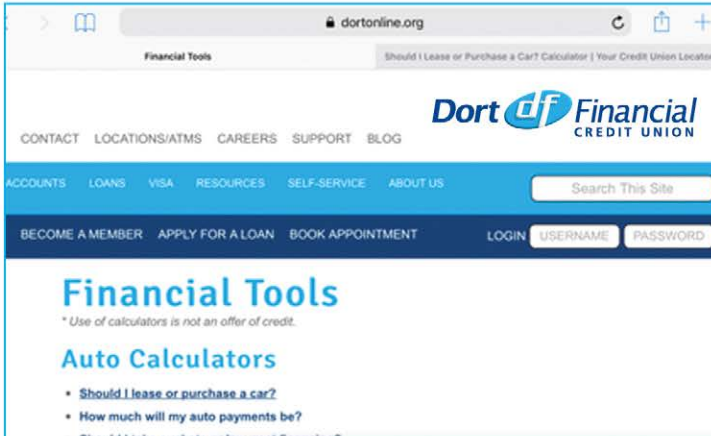 dortonline.org
Financial Tools
Should I Lease or Purchase a Car? Calculator | Your Credit Union Locator
Dort df Financial
CREDIT UNION
CONTACT LOCATIONS/ATMS CAREERS SUPPORT BLOG
ACCOUNTS LOANS VISA RESOURCES SELF-SERVICE ABOUT US Search This Site
BECOME A MEMBER APPLY FOR A LOAN BOOK APPOINTMENT LOGIN USERNAME PASSWORD
Financial Tools
* Use of calculators is not an offer of credit.
Auto Calculators
• Should I lease or purchase a car?
• How much will my auto payments be?